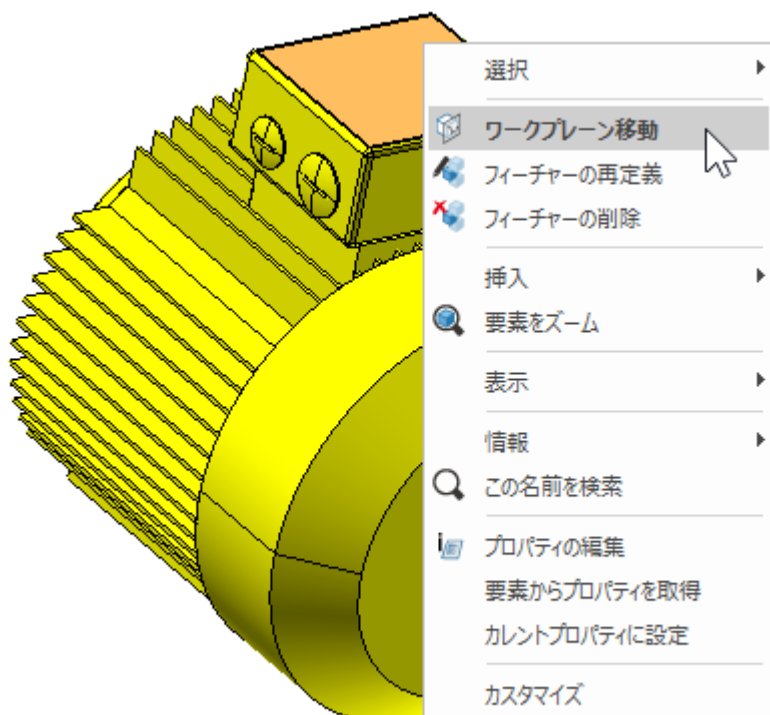 選択
ワークプレーン移動
フィーチャーの再定義
フィーチャーの削除
挿入
要素をズーム
表示
情報
この名前を検索
プロパティの編集
要素からプロパティを取得
カレントプロパティに設定
カスタマイズ